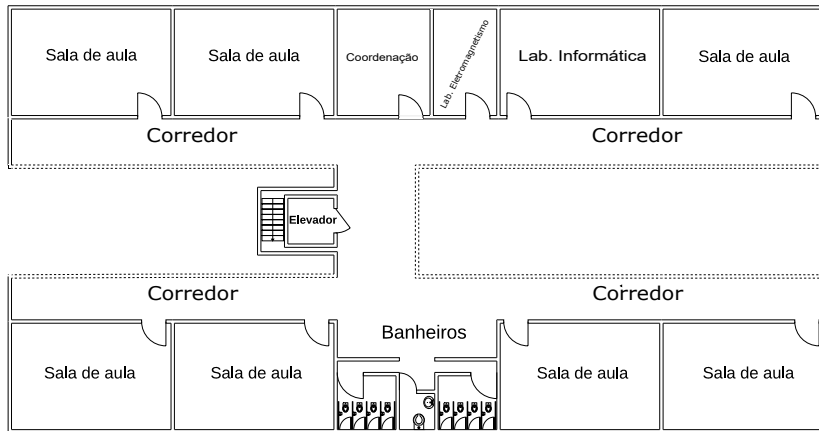 Sala de aula
Sala de aula
Coordenação
Lab. Eletromagnetismo
Lab. Informática
Sala de aula
Corredor
Corredor
Elevador
Corredor
Corredor
Banheiros
Sala de aula
Sala de aula
Sala de aula
Sala de aula